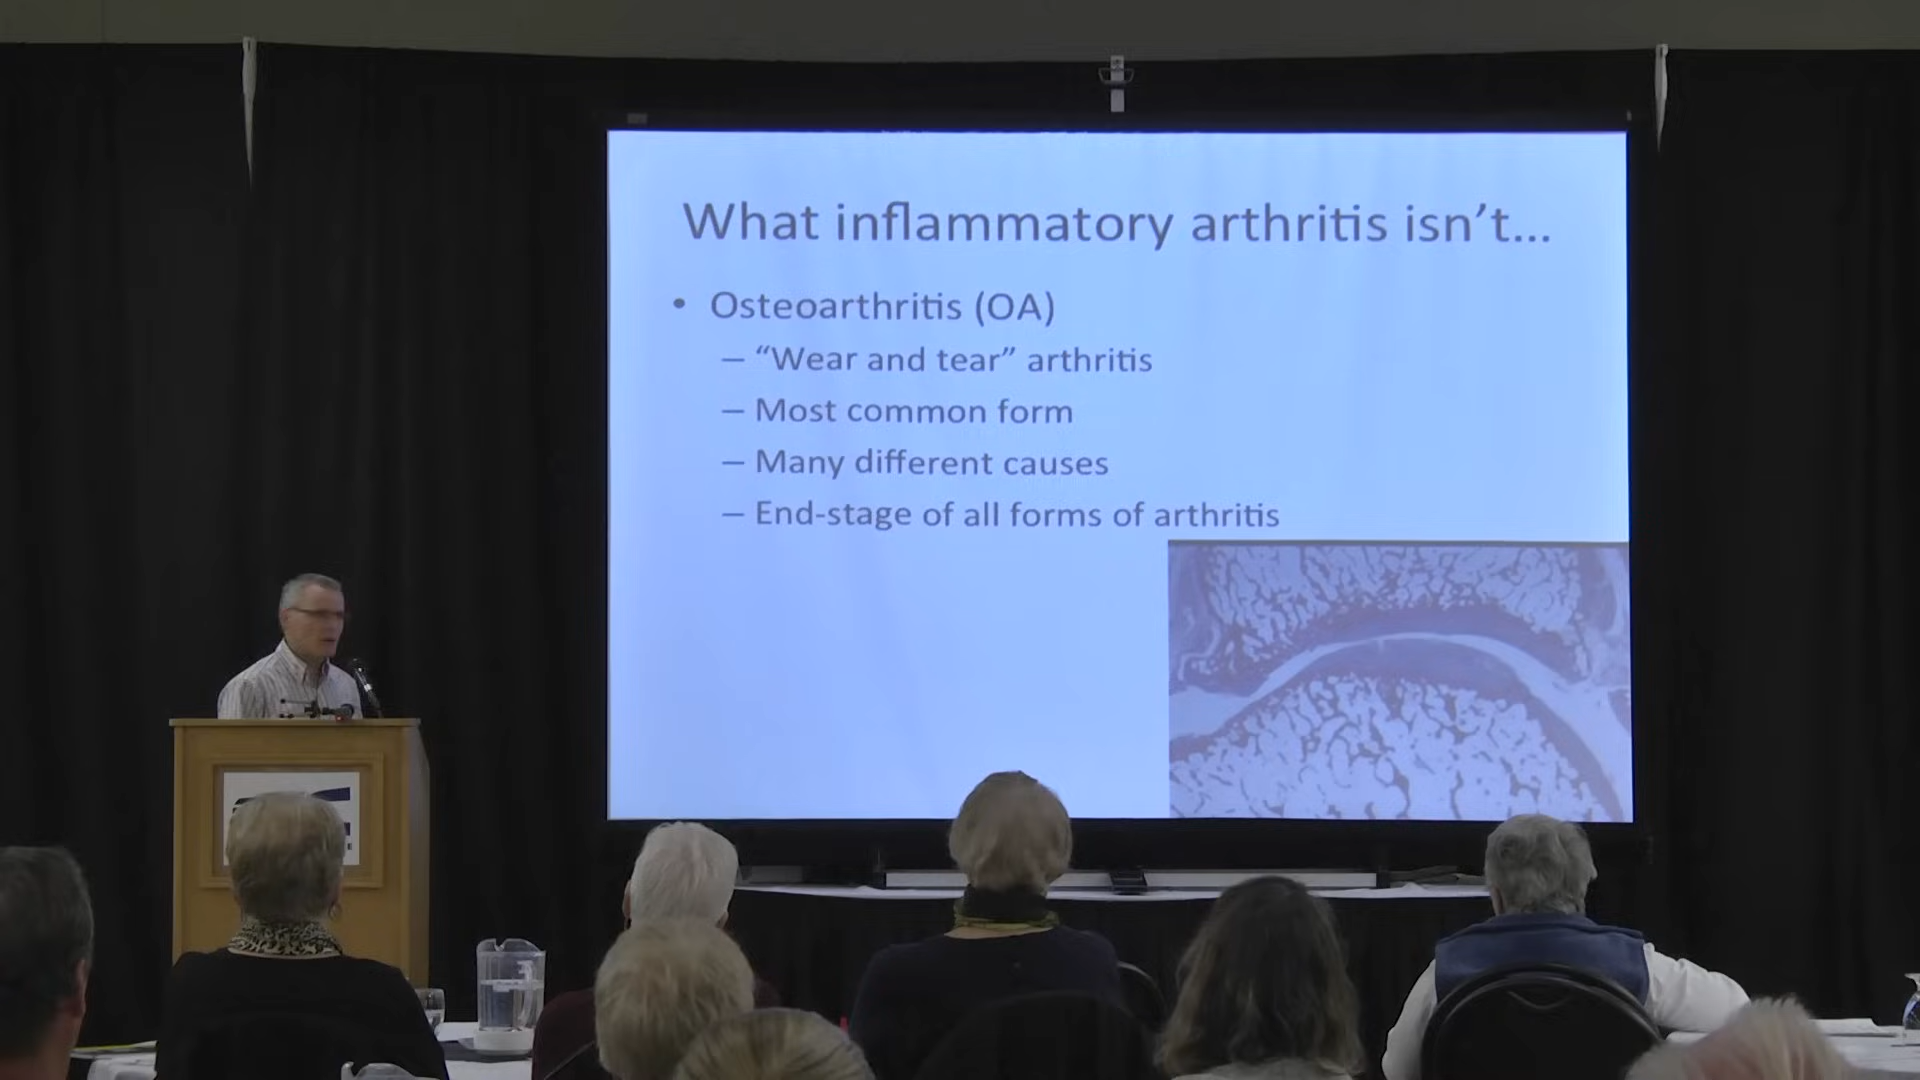 What inflammatory arthritis isn't...
• Osteoarthritis (OA)
– “Wear and tear” arthritis
– Most common form
– Many different causes
– End-stage of all forms of arthritis